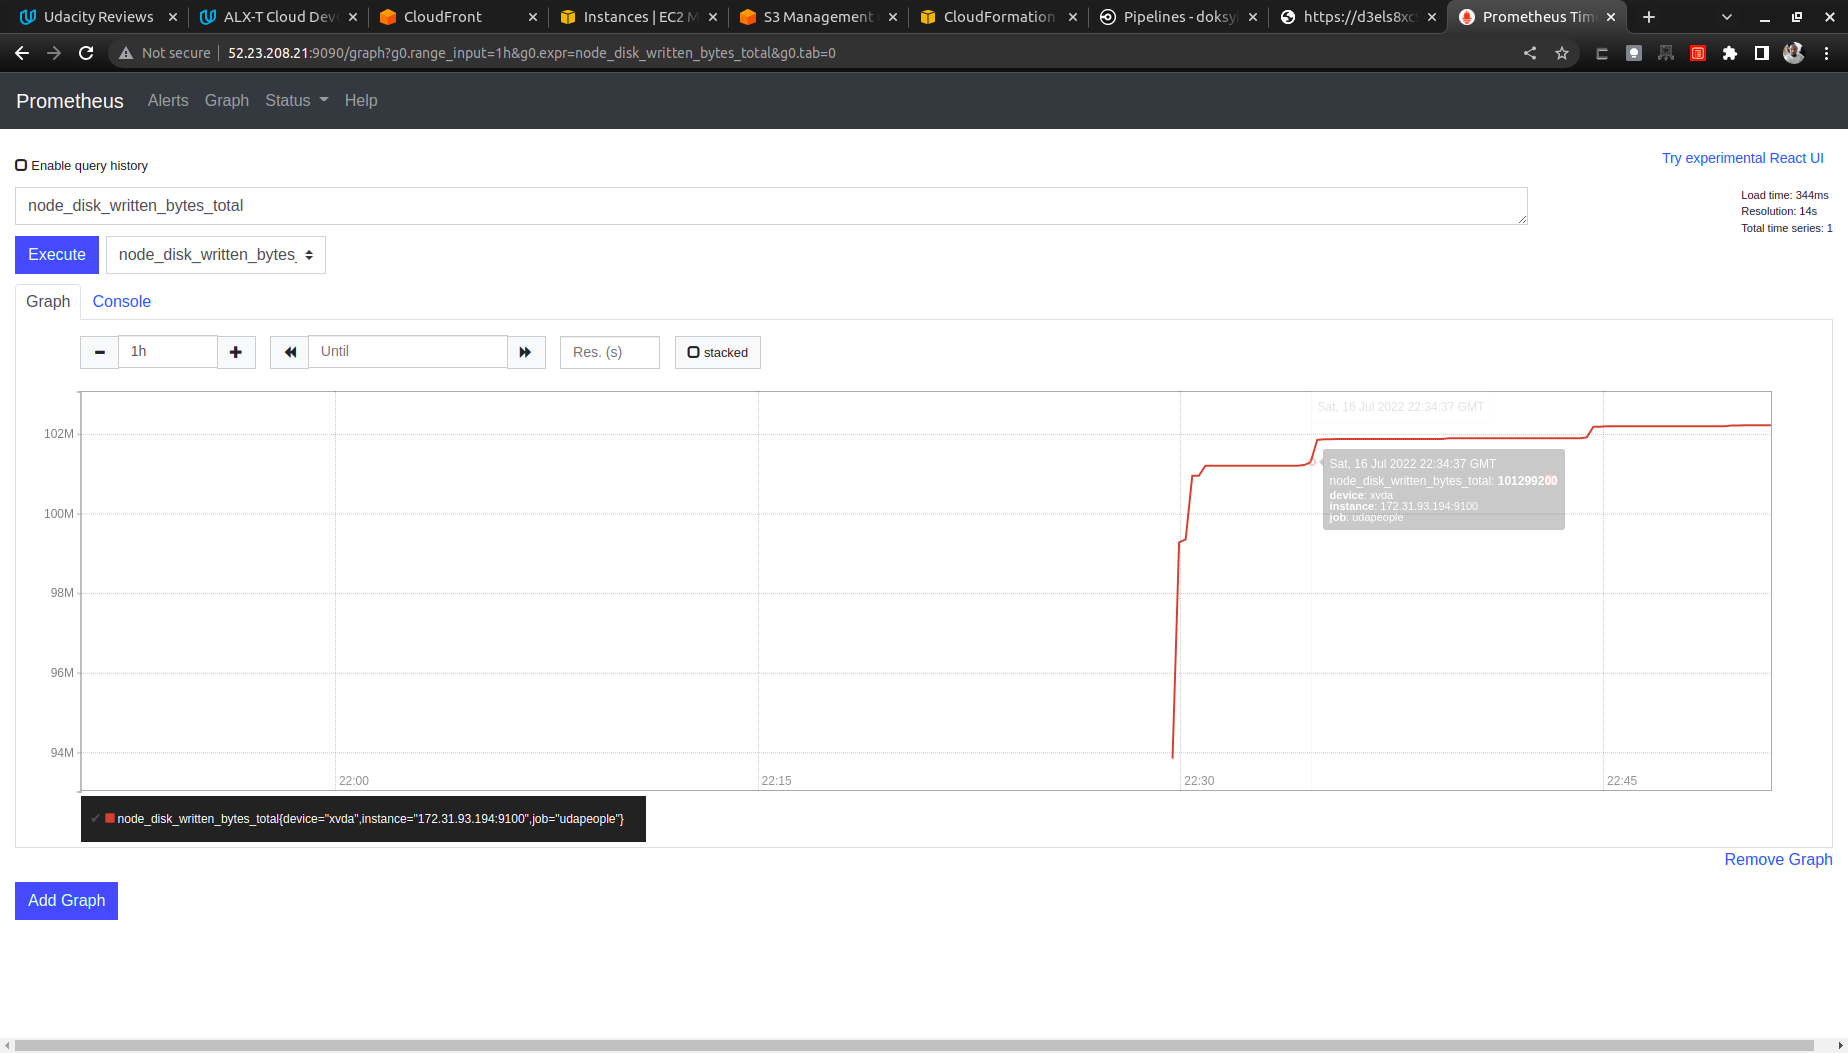 Udacity Reviews
ALX-T Cloud Dev
CloudFront
Instances | EC2 M
S3 Management
CloudFormation
Pipelines - doksy
https://d3els8xc
Prometheus Tim
Not secure
52.23.208.21:9090/graph?g0.range_input=1h&g0.expr=node_disk_written_bytes_total&g0.tab=0
Prometheus
Alerts
Graph
Status
Help
Enable query history
Try experimental React UI
node_disk_written_bytes_total
Load time: 344ms
Resolution: 14s
Total time series: 1
Execute
node_disk_written_bytes_
Graph
Console
1h
Until
Res. (s)
stacked
Sat, 16 Jul 2022 22:34:37 GMT
102M
Sat, 16 Jul 2022 22:34:37 GMT
node_disk_written_bytes_total: 101299200
device: xvda
instance: 172.31.93.194:9100
job: udapeople
100M
98M
96M
94M
22:00
22:15
22:30
22:45
✔ node_disk_written_bytes_total{device="xvda",instance="172.31.93.194:9100",job="udapeople"}
Remove Graph
Add Graph